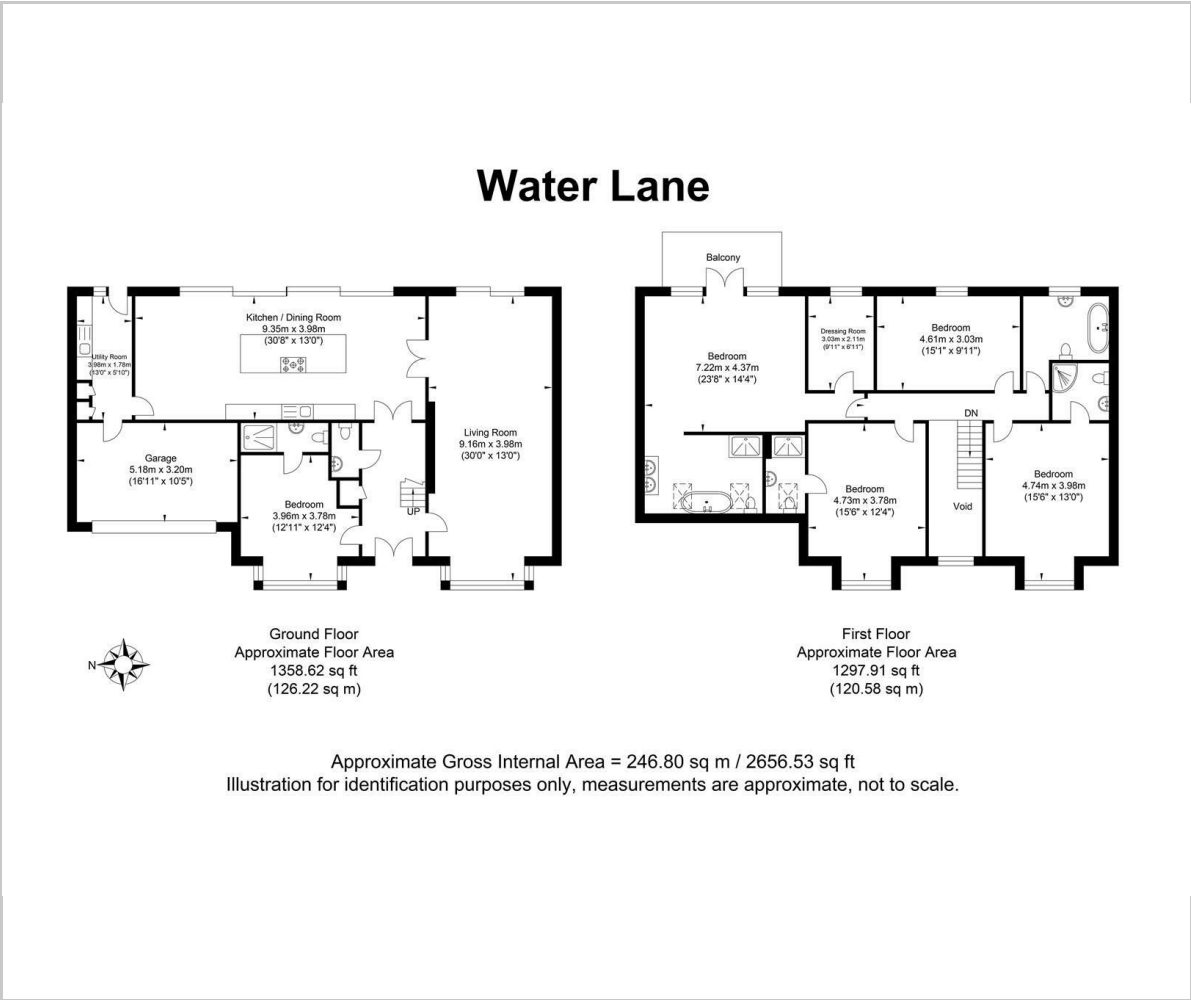 Water Lane
Kitchen / Dining Room
9.35m x 3.98m
(30'8" x 13'0")
Utility Room
3.98m x 1.78m
(13'0" x 5'10")
Garage
5.18m x 3.20m
(16'11" x 10'5")
Bedroom
3.96m x 3.78m
(12'11" x 12'4")
UP
Living Room
9.16m x 3.98m
(30'0" x 13'0")
Ground Floor
Approximate Floor Area
1358.62 sq ft
(126.22 sq m)
N
Balcony
Bedroom
7.22m x 4.37m
(23'8" x 14'4")
Dressing Room
3.03m x 2.11m
(9'11" x 6'11")
Bedroom
4.61m x 3.03m
(15'1" x 9'11")
DN
Bedroom
4.73m x 3.78m
(15'6" x 12'4")
Void
Bedroom
4.74m x 3.98m
(15'6" x 13'0")
First Floor
Approximate Floor Area
1297.91 sq ft
(120.58 sq m)
Approximate Gross Internal Area = 246.80 sq m / 2656.53 sq ft
Illustration for identification purposes only, measurements are approximate, not to scale.